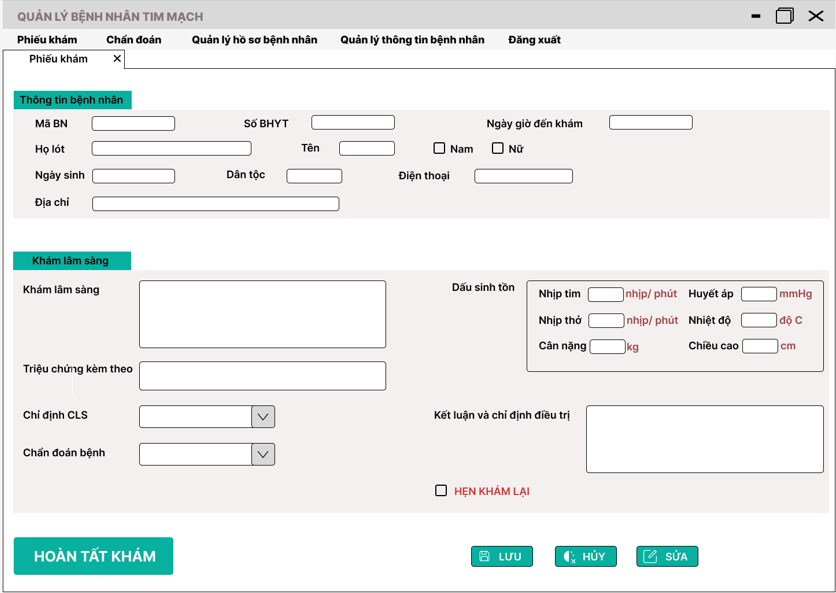 QUẢN LÝ BỆNH NHÂN TIM MẠCH
Phiếu khám Chẩn đoán Quản lý hồ sơ bệnh nhân Quản lý thông tin bệnh nhân Đăng xuất
Phiếu khám
Thông tin bệnh nhân
Mã BN Số BHYT Ngày giờ đến khám
Họ lót Tên Nam Nữ
Ngày sinh Dân tộc Điện thoại
Địa chỉ
Khám lâm sàng
Khám lâm sàng Dấu sinh tồn
Nhịp tim nhịp/ phút Huyết áp mmHg
Nhịp thở nhịp/ phút Nhiệt độ độ C
Cân nặng kg Chiều cao cm
Triệu chứng kèm theo
Chỉ định CLS Kết luận và chỉ định điều trị
Chẩn đoán bệnh
HẸN KHÁM LẠI
HOÀN TẤT KHÁM LƯU HỦY SỬA